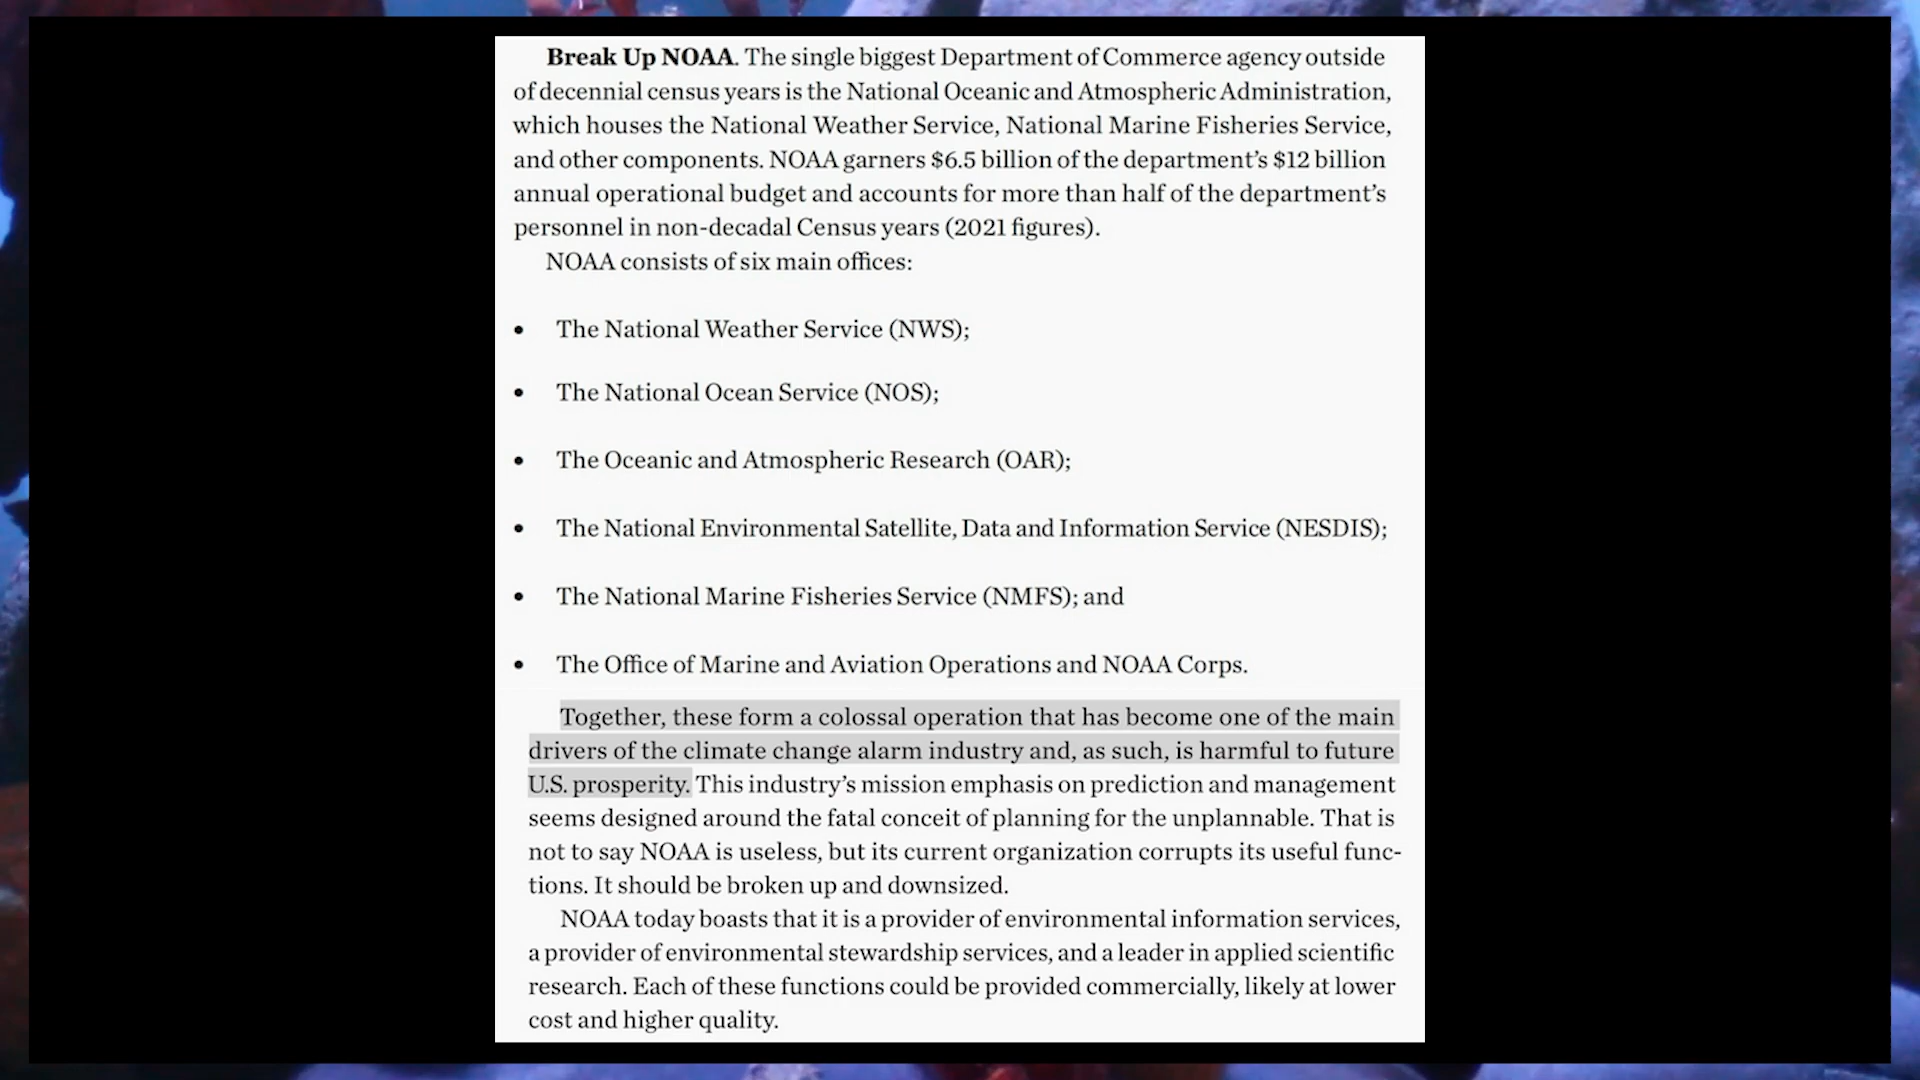 Break Up NOAA. The single biggest Department of Commerce agency outside
of decennial census years is the National Oceanic and Atmospheric Administration,
which houses the National Weather Service, National Marine Fisheries Service,
and other components. NOAA garners $6.5 billion of the department’s $12 billion
annual operational budget and accounts for more than half of the department’s
personnel in non-decadal Census years (2021 figures).
NOAA consists of six main offices:
• The National Weather Service (NWS);
• The National Ocean Service (NOS);
• The Oceanic and Atmospheric Research (OAR);
• The National Environmental Satellite, Data and Information Service (NESDIS);
• The National Marine Fisheries Service (NMFS); and
• The Office of Marine and Aviation Operations and NOAA Corps.
Together, these form a colossal operation that has become one of the main
drivers of the climate change alarm industry and, as such, is harmful to future
U.S. prosperity. This industry’s mission emphasis on prediction and management
seems designed around the fatal conceit of planning for the unplannable. That is
not to say NOAA is useless, but its current organization corrupts its useful func-
tions. It should be broken up and downsized.
NOAA today boasts that it is a provider of environmental information services,
a provider of environmental stewardship services, and a leader in applied scientific
research. Each of these functions could be provided commercially, likely at lower
cost and higher quality.